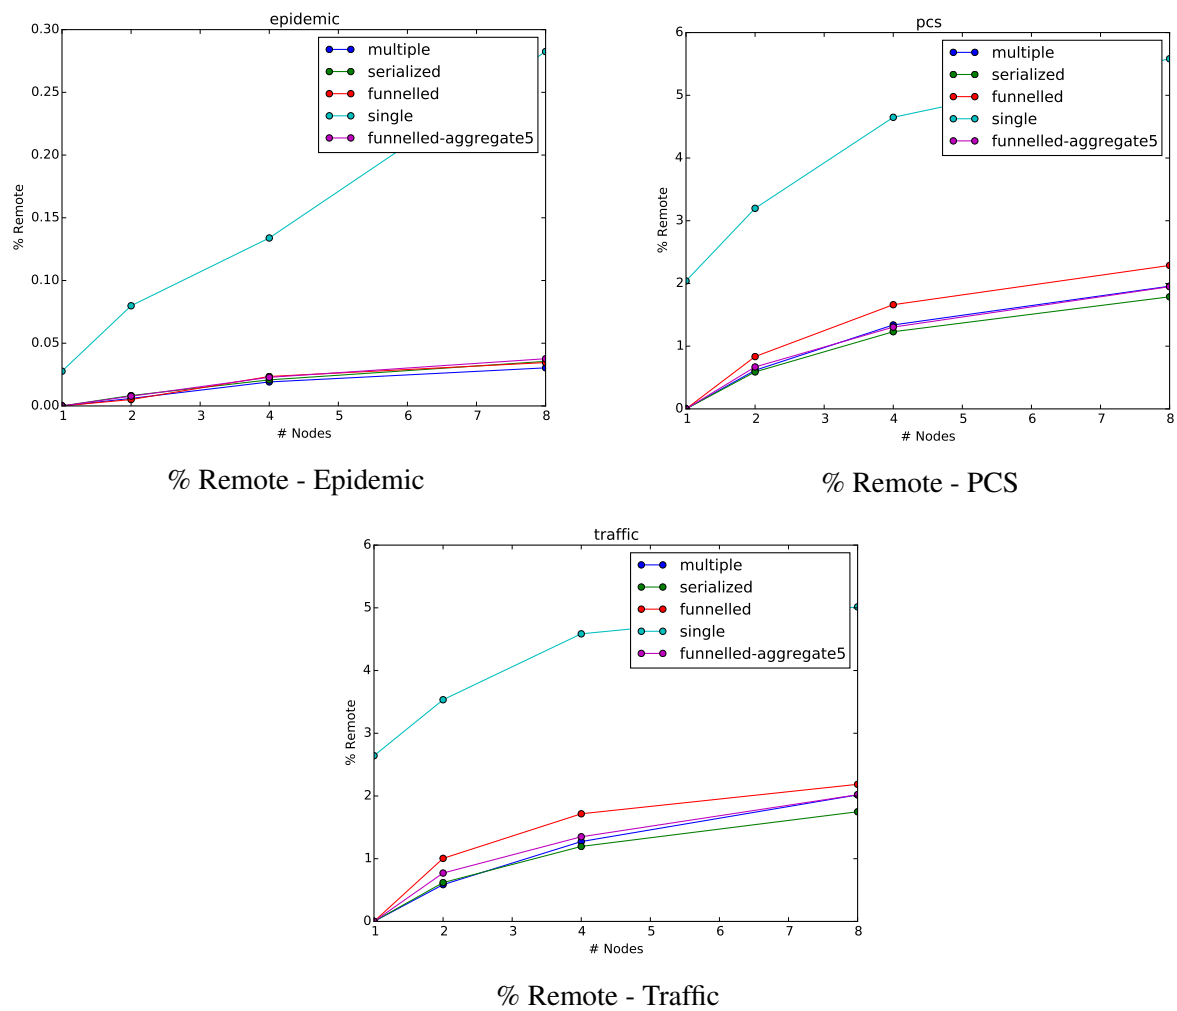 epidemic
0.30
0.25
0.20
0.15
0.10
0.05
0.00
% Remote
multiple
serialized
funnelled
single
funnelled-aggregate5
1 2 3 4 5 6 7 8
# Nodes
% Remote - Epidemic
pcs
6
5
4
3
2
1
0
% Remote
multiple
serialized
funnelled
single
funnelled-aggregate5
1 2 3 4 5 6 7 8
# Nodes
% Remote - PCS
traffic
6
5
4
3
2
1
0
% Remote
multiple
serialized
funnelled
single
funnelled-aggregate5
1 2 3 4 5 6 7 8
# Nodes
% Remote - Traffic